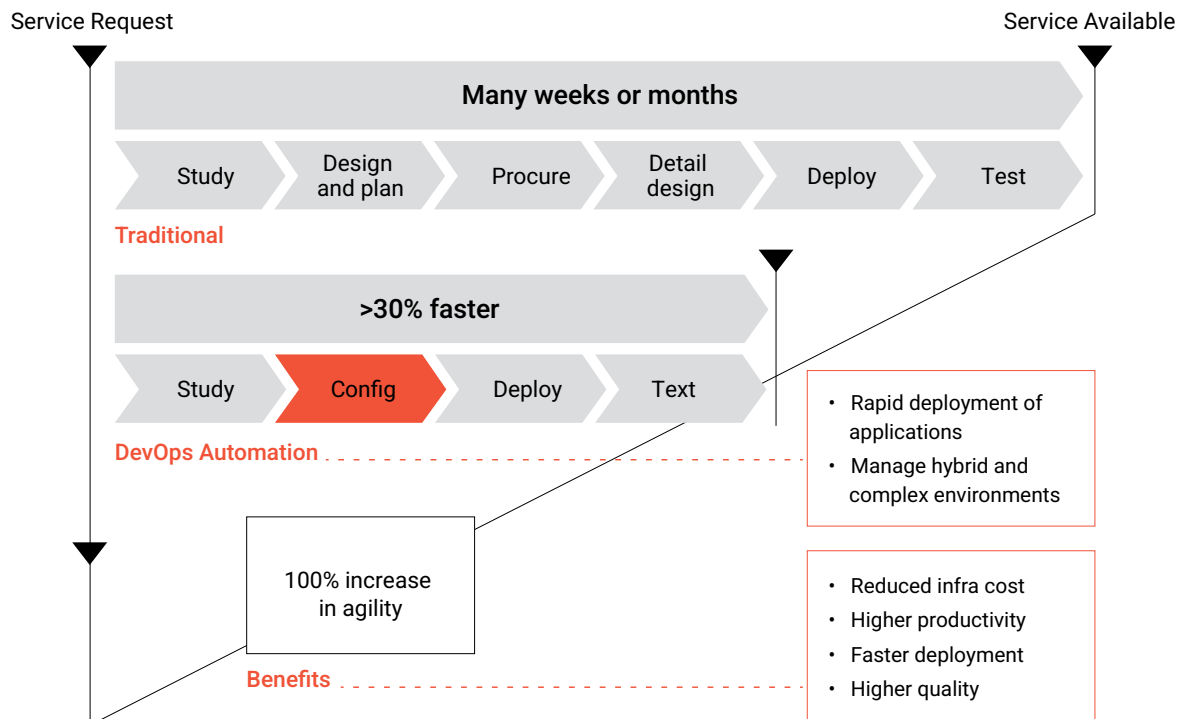 Service Request
Service Available
Many weeks or months
Study
Design
and plan
Procure
Detail
design
Deploy
Test
Traditional
>30% faster
Study
Config
Deploy
Text
DevOps Automation
• Rapid deployment of
applications
• Manage hybrid and
complex environments
100% increase
in agility
Benefits
• Reduced infra cost
• Higher productivity
• Faster deployment
• Higher quality